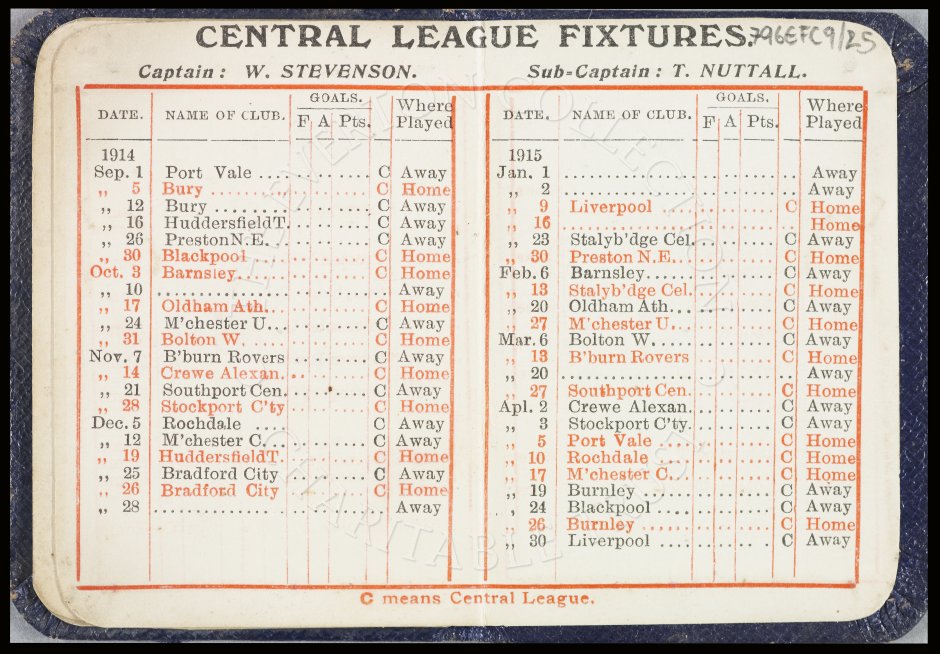 CENTRAL LEAGUE FIXTURES.
796EFC9/25
Captain: W. STEVENSON.
Sub-Captain: T. NUTTALL.
DATE. NAME OF CLUB. GOALS. F A Pts. Where Played
1914
Sep. 1 Port Vale ... C Away
„ 5 Bury ... C Home
„ 12 Bury ... C Away
„ 16 Huddersfield T. ... C Away
„ 26 Preston N.E. ... C Away
„ 30 Blackpool ... C Home
Oct. 3 Barnsley ... C Home
„ 10 ... Away
„ 17 Oldham Ath. ... C Home
„ 24 M'chester U. ... C Away
„ 31 Bolton W. ... C Home
Nov. 7 B'burn Rovers ... C Away
„ 14 Crewe Alexan. ... C Home
„ 21 Southport Cen. ... C Away
„ 28 Stockport C'ty ... C Home
Dec. 5 Rochdale ... C Away
„ 12 M'chester C. ... C Away
„ 19 Huddersfield T. ... C Home
„ 25 Bradford City ... C Away
„ 26 Bradford City ... C Home
„ 28 ... Away
DATE. NAME OF CLUB. GOALS. F A Pts. Where Played
1915
Jan. 1 ... Away
„ 2 ... Away
„ 9 Liverpool ... C Home
„ 16 ... Home
„ 23 Stalyb'dge Cel. ... C Away
„ 30 Preston N.E. ... C Home
Feb. 6 Barnsley ... C Away
„ 13 Stalyb'dge Cel. ... C Home
„ 20 Oldham Ath. ... C Away
„ 27 M'chester U. ... C Home
Mar. 6 Bolton W. ... C Away
„ 13 B'burn Rovers ... C Home
„ 20 ... Away
„ 27 Southport Cen. ... C Home
Apl. 2 Crewe Alexan. ... C Away
„ 3 Stockport C'ty. ... C Away
„ 5 Port Vale ... C Home
„ 10 Rochdale ... C Home
„ 17 M'chester C. ... C Home
„ 19 Burnley ... C Away
„ 24 Blackpool ... C Away
„ 26 Burnley ... C Home
„ 30 Liverpool ... C Away
C means Central League.
EVERTON COLLECTION
CHARITABLE